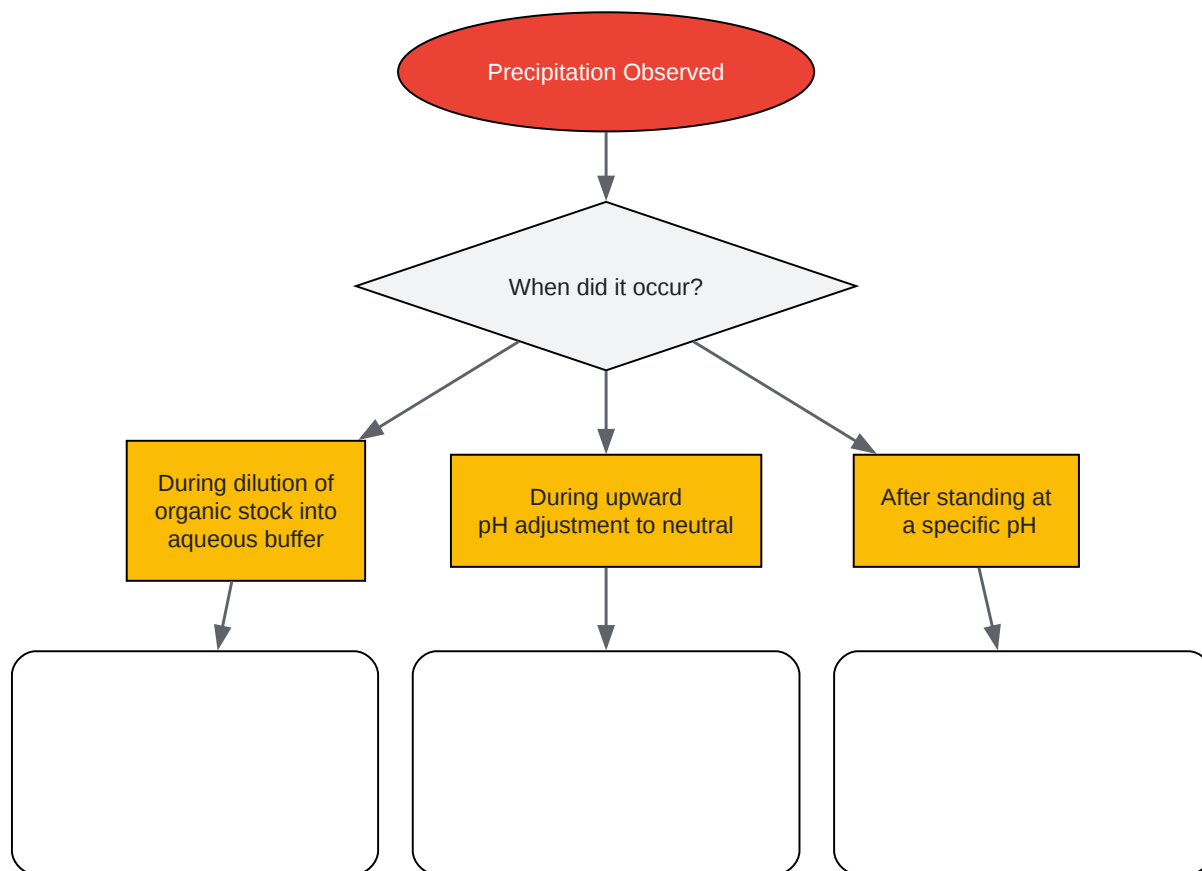 Precipitation Observed
When did it occur?
During dilution of
organic stock into
aqueous buffer
During upward
pH adjustment to neutral
After standing at
a specific pH